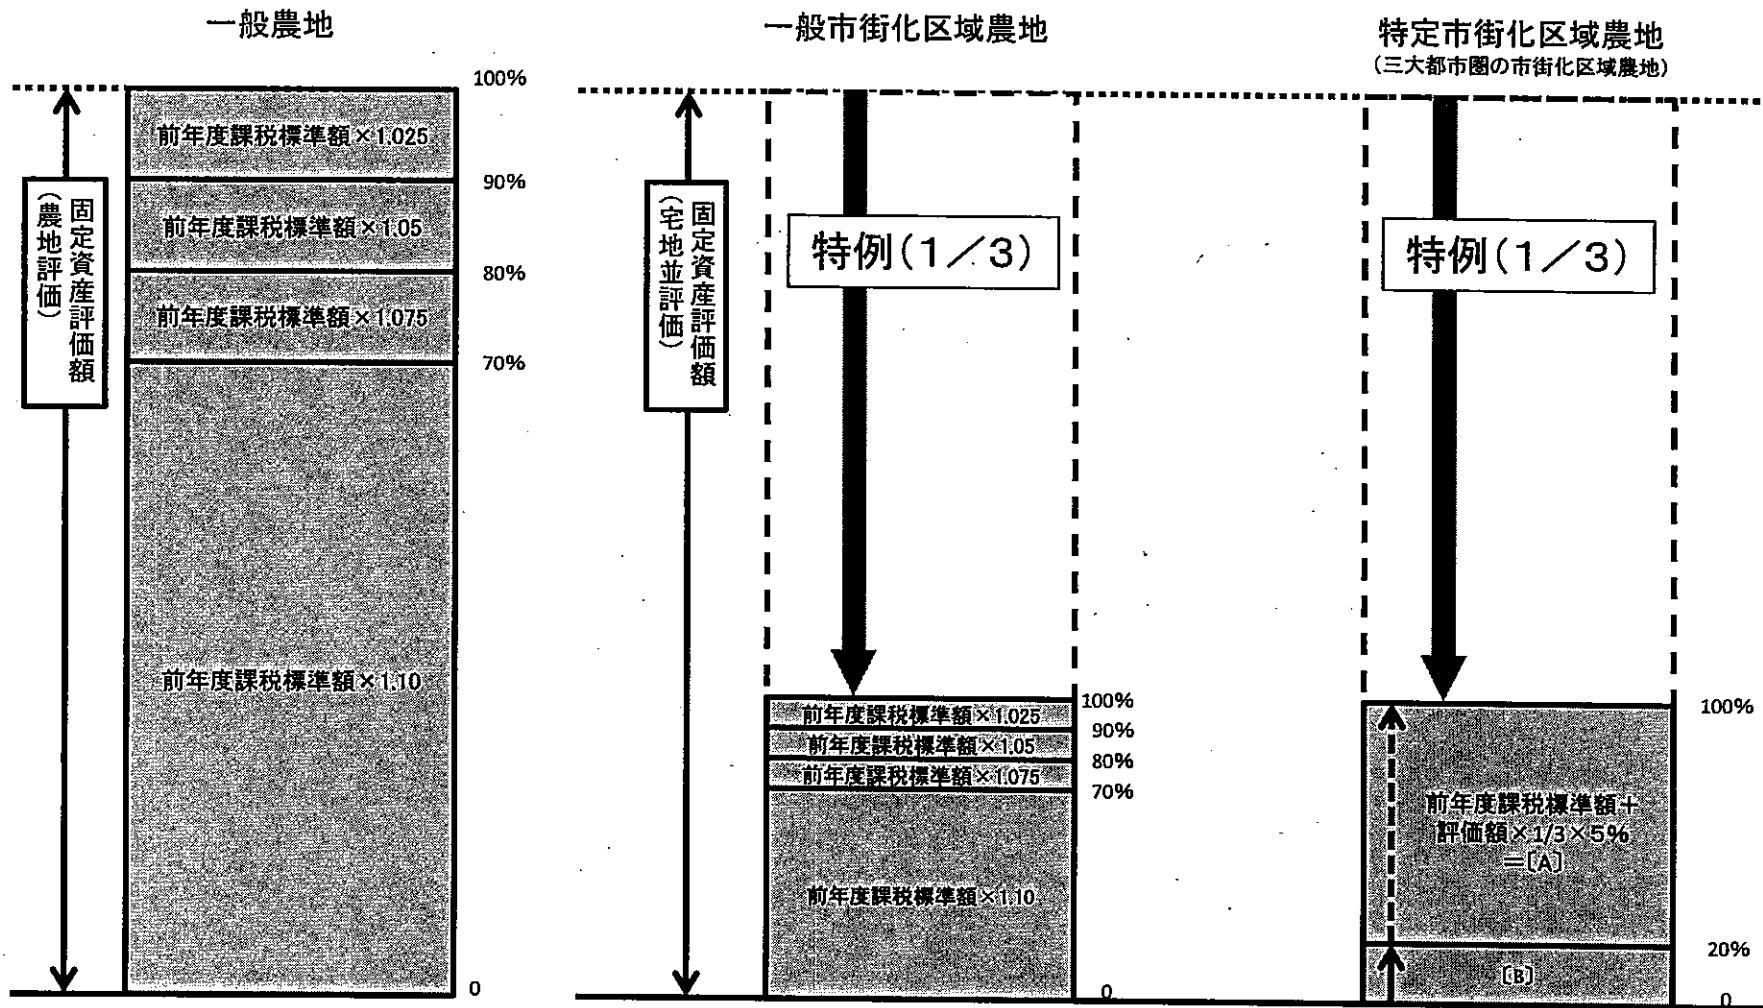 一般農地
100%
前年度課税標準額×1.025
90%
前年度課税標準額×1.05
80%
前年度課税標準額×1.075
70%
前年度課税標準額×1.10
0
固定資産評価額
(農地評価)
一般市街化区域農地
固定資産評価額
(宅地並評価)
特例(1/3)
100%
前年度課税標準額×1.025
90%
前年度課税標準額×1.05
80%
前年度課税標準額×1.075
70%
前年度課税標準額×1.10
0
特定市街化区域農地
(三大都市圏の市街化区域農地)
特例(1/3)
100%
前年度課税標準額+
評価額×1/3×5%
=〔A〕
20%
〔B〕
0